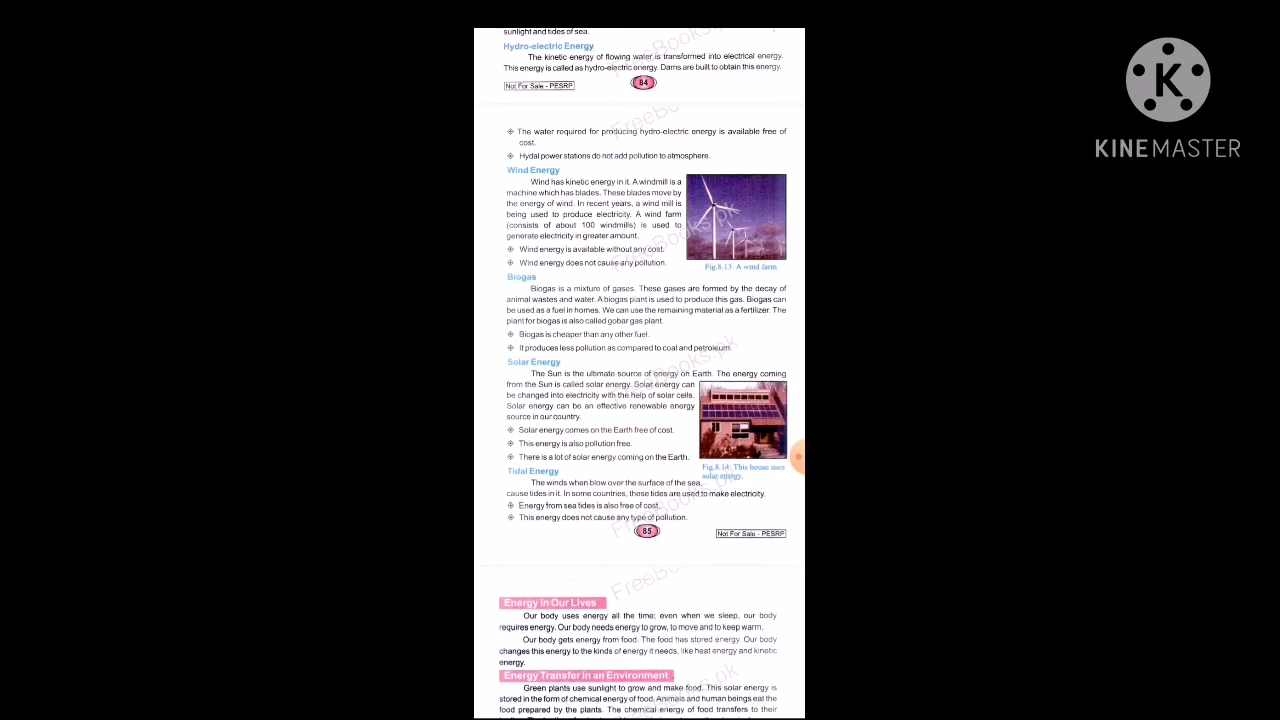 sunlight and tides of sea.
Hydro-electric Energy
The kinetic energy of flowing water is transformed into electrical energy.
This energy is called as hydro-electric energy. Dams are built to obtain this energy.
Not For Sale - PESRP
84
The water required for producing hydro-electric energy is available free of
cost.
Hydal power stations do not add pollution to atmosphere.
Wind Energy
Wind has kinetic energy in it. A windmill is a
machine which has blades. These blades move by
the energy of wind. In recent years, a wind mill is
being used to produce electricity. A wind farm
(consists of about 100 windmills) is used to
generate electricity in greater amount.
Wind energy is available without any cost.
Wind energy does not cause any pollution.
Fig.8.13: A wind farm
Biogas
Biogas is a mixture of gases. These gases are formed by the decay of
animal wastes and water. A biogas plant is used to produce this gas. Biogas can
be used as a fuel in homes. We can use the remaining material as a fertilizer. The
plant for biogas is also called gobar gas plant.
Biogas is cheaper than any other fuel.
It produces less pollution as compared to coal and petroleum.
Solar Energy
The Sun is the ultimate source of energy on Earth. The energy coming
from the Sun is called solar energy. Solar energy can
be changed into electricity with the help of solar cells.
Solar energy can be an effective renewable energy
source in our country.
Solar energy comes on the Earth free of cost.
This energy is also pollution free.
There is a lot of solar energy coming on the Earth.
Fig.8.14: This house uses
solar energy.
Tidal Energy
The winds when blow over the surface of the sea,
cause tides in it. In some countries, these tides are used to make electricity.
Energy from sea tides is also free of cost.
This energy does not cause any type of pollution.
85
Not For Sale - PESRP
Energy in Our Lives
Our body uses energy all the time; even when we sleep, our body
requires energy. Our body needs energy to grow, to move and to keep warm.
Our body gets energy from food. The food has stored energy. Our body
changes this energy to the kinds of energy it needs, like heat energy and kinetic
energy.
Energy Transfer in an Environment
Green plants use sunlight to grow and make food. This solar energy is
stored in the form of chemical energy of food. Animals and human beings eat the
food prepared by the plants. The chemical energy of food transfers to their
FreeBooks.pk
K
KINEMASTER